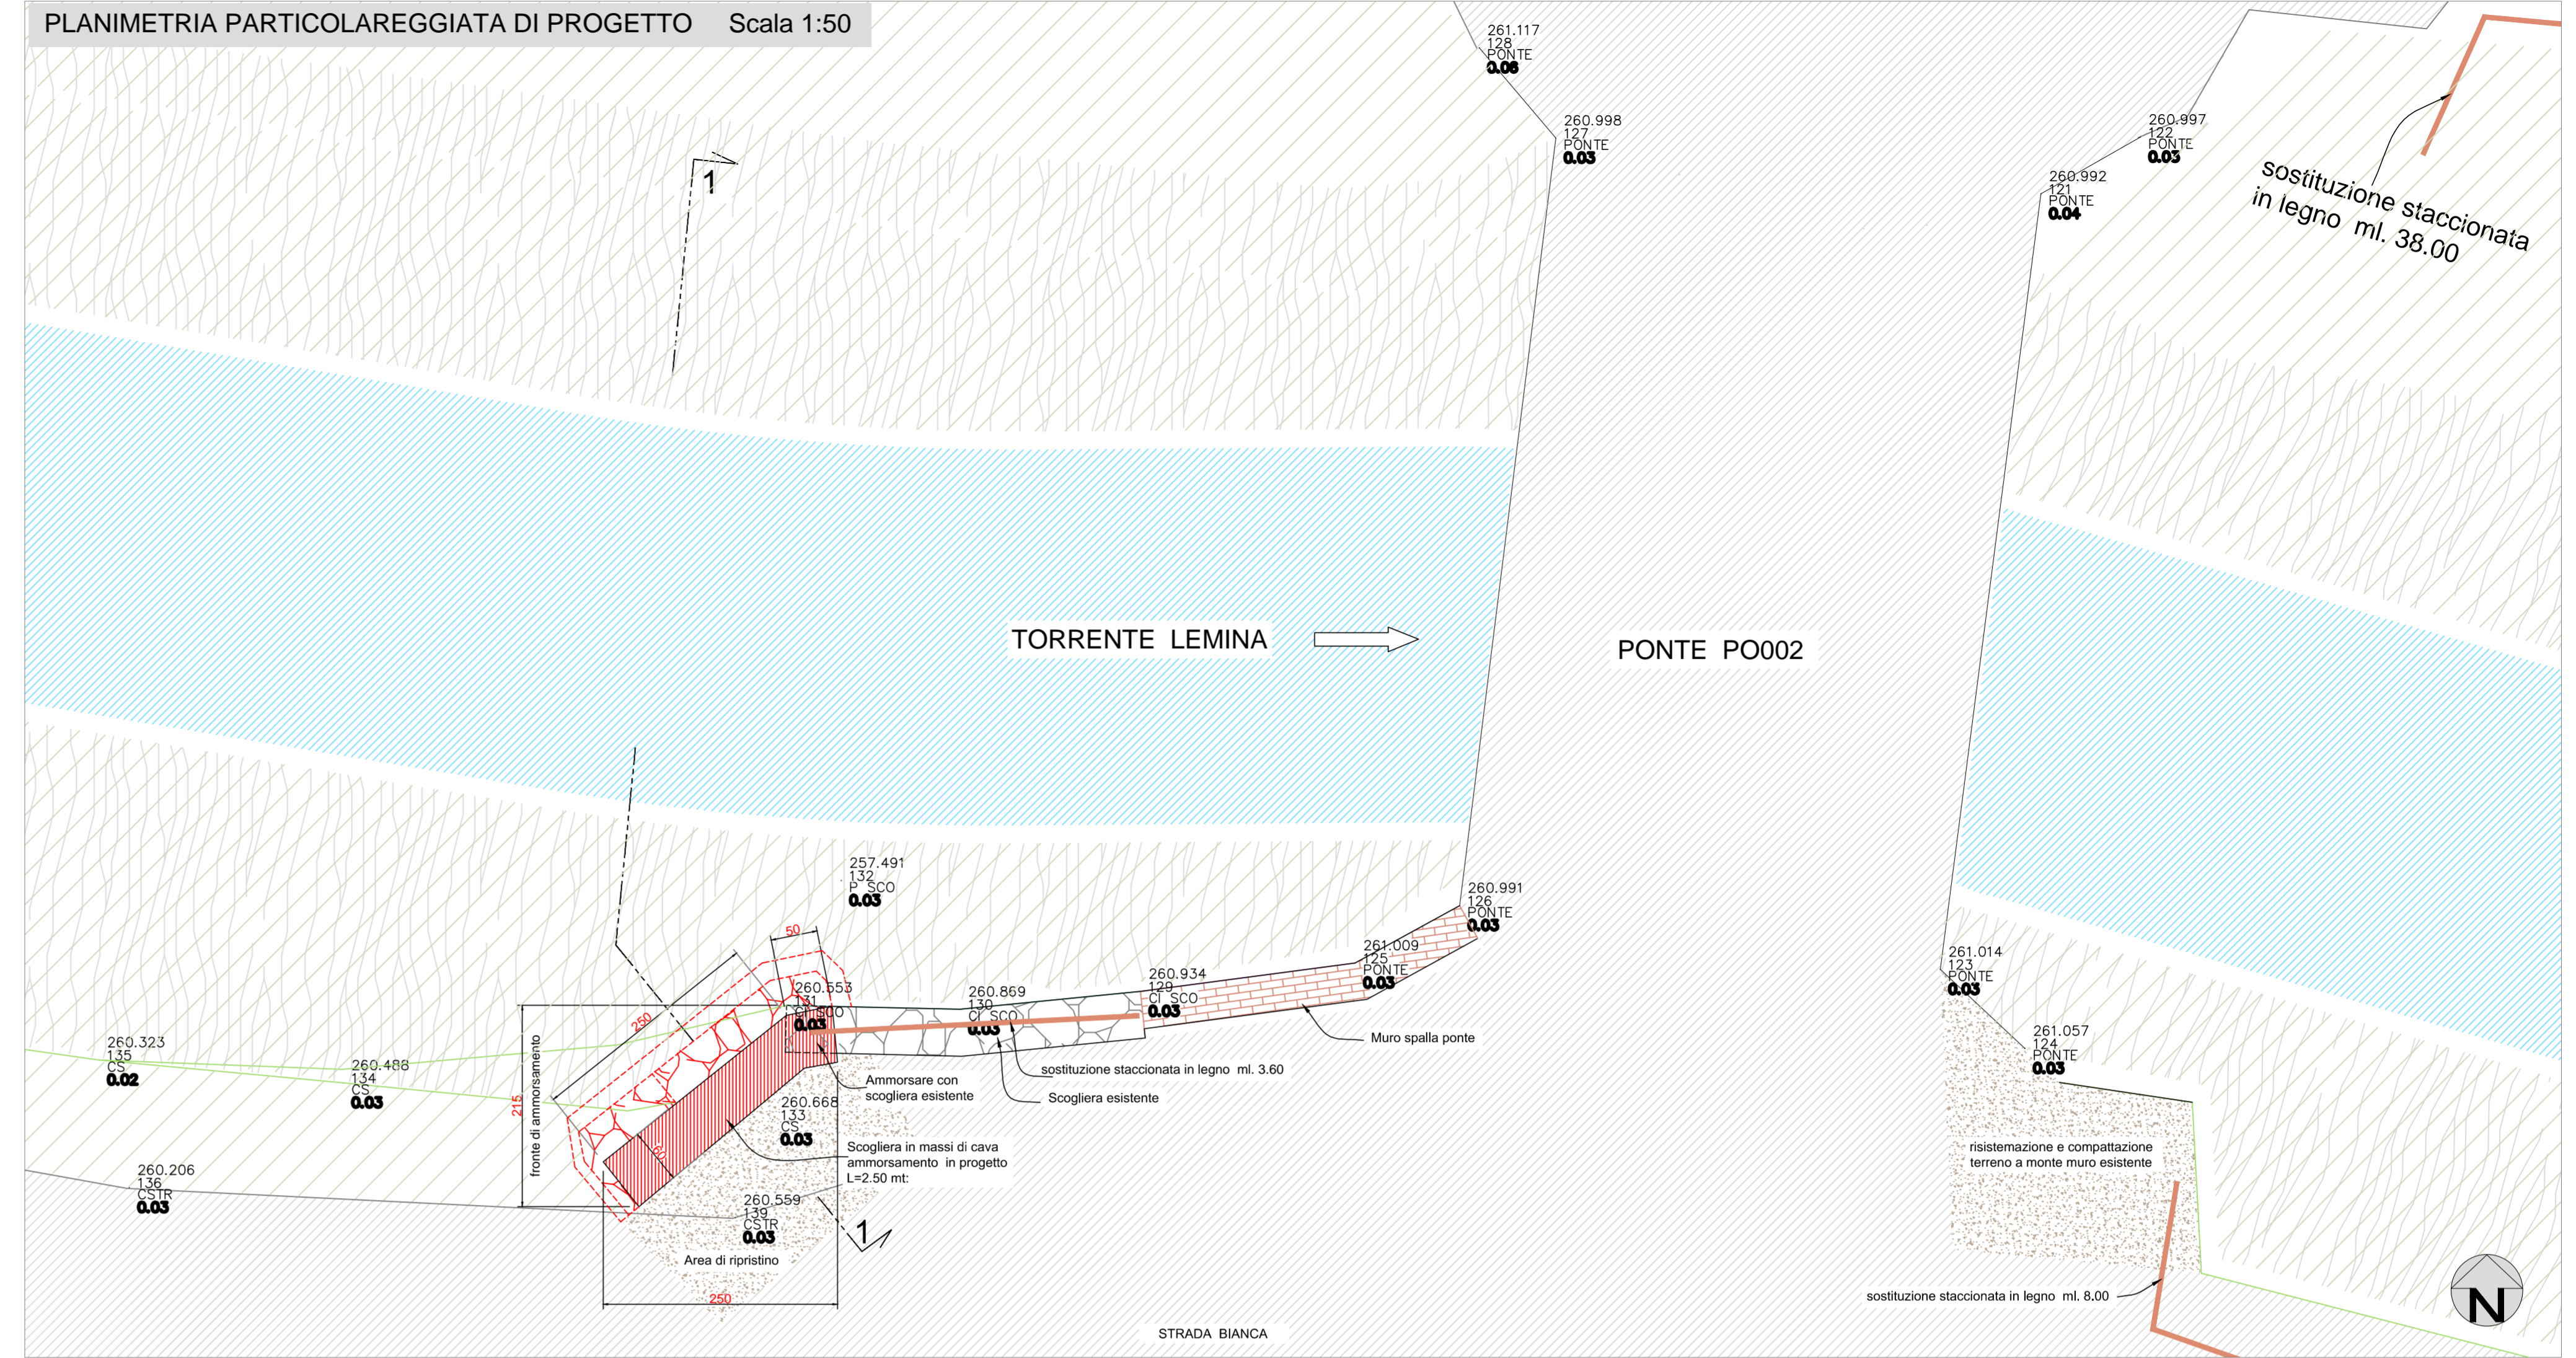 PLANIMETRIA PARTICOLAREGGIATA DI PROGETTO Scala 1:50
261.117
128
PONTE
0.06
260.998
127
PONTE
0.03
260.997
122
PONTE
0.03
260.992
121
PONTE
0.04
sostituzione staccionata
in legno ml. 38.00
1
TORRENTE LEMINA
PONTE PO002
257.491
132
P_SCO
0.03
260.991
126
PONTE
0.03
261.009
125
PONTE
0.03
260.934
129
CI_SCO
0.03
260.869
130
CI_SCO
0.03
260.553
131
CI_SCO
0.03
50
250
215
fronte di ammorsamento
60
260.323
135
CS
0.02
260.488
134
CS
0.03
260.206
136
CSTR
0.03
260.668
133
CS
0.03
260.559
139
CSTR
0.03
Muro spalla ponte
sostituzione staccionata in legno ml. 3.60
Scogliera esistente
Ammorsare con
scogliera esistente
Scogliera in massi di cava
ammorsamento in progetto
L=2.50 mt:
1
Area di ripristino
250
STRADA BIANCA
261.014
123
PONTE
0.03
261.057
124
PONTE
0.03
risistemazione e compattazione
terreno a monte muro esistente
sostituzione staccionata in legno ml. 8.00
N